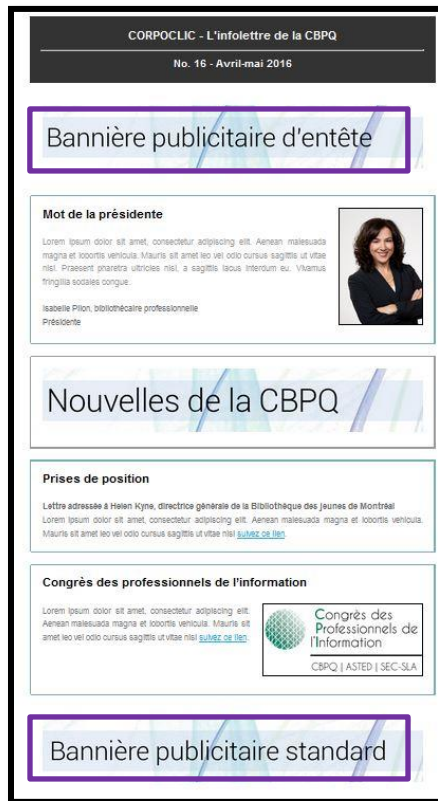 CORPOCLIC - L'infolettre de la CBPQ
No. 16 - Avril-mai 2016
Bannière publicitaire d'entête
Mot de la présidente
Lorem ipsum dolor sit amet, consectetur adipiscing elit. Aenean malesuada
magna et lobortis vehicula. Mauris sit amet leo vel odio cursus sagittis ut vitae
nisl. Praesent pharetra ultricies nisl, a sagittis lacus interdum eu. Vivamus
fringilla sodales congue.
Isabelle Pilon, bibliothécaire professionnelle
Présidente
Nouvelles de la CBPQ
Prises de position
Lettre adressée à Helen Kyne, directrice générale de la Bibliothèque des jeunes de Montréal
Lorem ipsum dolor sit amet, consectetur adipiscing elit. Aenean malesuada magna et lobortis vehicula.
Mauris sit amet leo vel odio cursus sagittis ut vitae nisl suivez ce lien.
Congrès des professionnels de l'information
Lorem ipsum dolor sit amet, consectetur adipiscing elit.
Aenean malesuada magna et lobortis vehicula. Mauris sit
amet leo vel odio cursus sagittis ut vitae nisl suivez ce lien.
Congrès des
Professionnels de
l'Information
CBPQ | ASTED | SEC-SLA
Bannière publicitaire standard